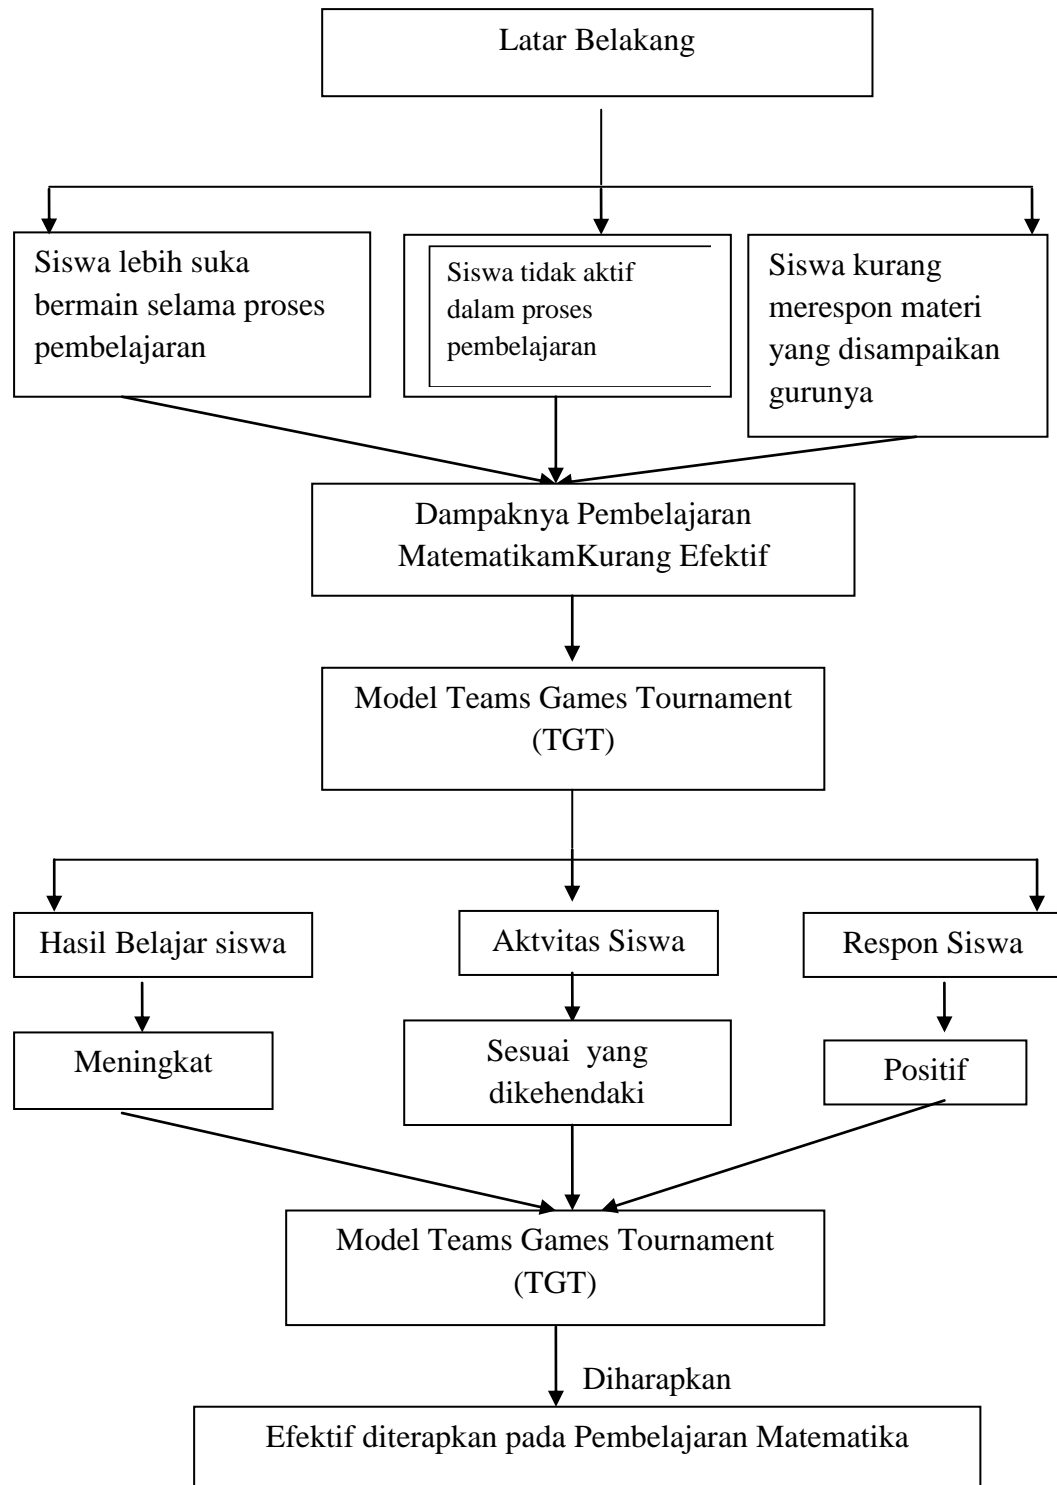 Latar Belakang
Siswa lebih suka
bermain selama proses
pembelajaran
Siswa tidak aktif
dalam proses
pembelajaran
Siswa kurang
merespon materi
yang disampaikan
gurunya
Dampaknya Pembelajaran
MatematikamKurang Efektif
Model Teams Games Tournament
(TGT)
Hasil Belajar siswa
Aktvitas Siswa
Respon Siswa
Meningkat
Sesuai  yang
dikehendaki
Positif
Model Teams Games Tournament
(TGT)
Diharapkan
Efektif diterapkan pada Pembelajaran Matematika